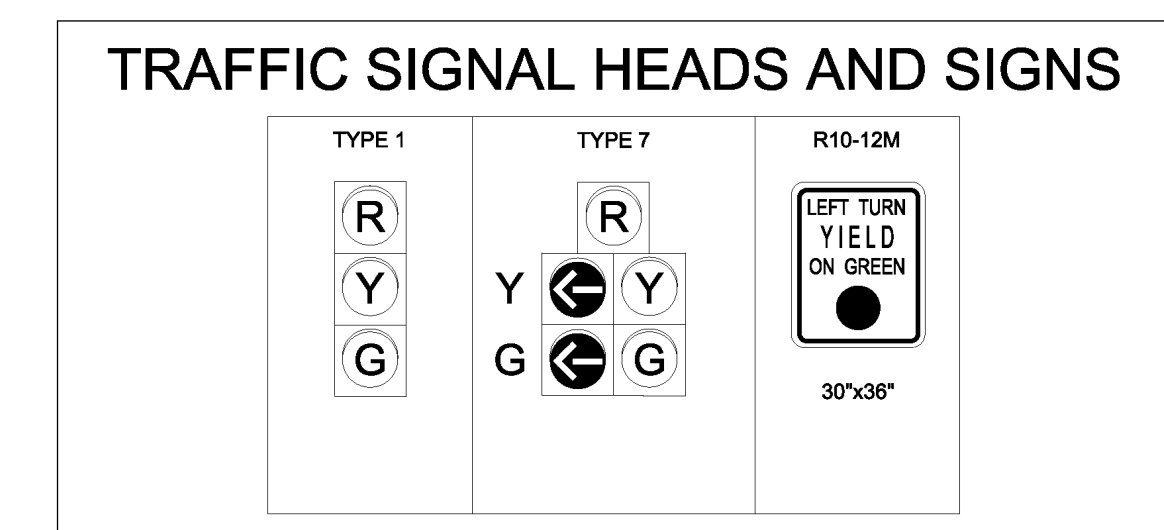 TRAFFIC SIGNAL HEADS AND SIGNS
TYPE 1
R
Y
G
TYPE 7
R
Y Y
G G
R10-12M
LEFT TURN
YIELD
ON GREEN
30"x36"